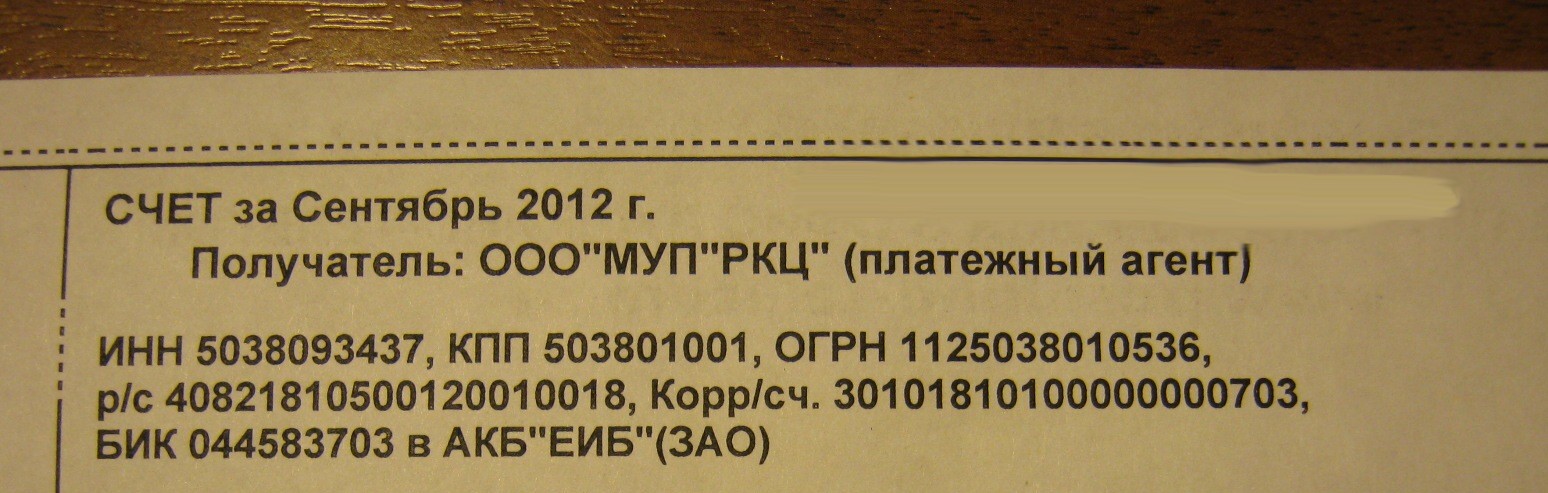 СЧЕТ за Сентябрь 2012 г.
Получатель: ООО"МУП"РКЦ" (платежный агент)
ИНН 5038093437, КПП 503801001, ОГРН 1125038010536,
р/с 40821810500120010018, Корр/сч. 30101810100000000703,
БИК 044583703 в АКБ"ЕИБ"(ЗАО)